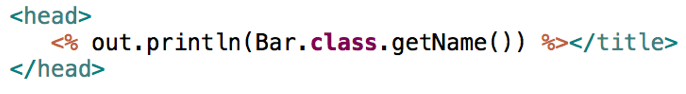 <head>
<% out.println(Bar.class.getName()) %></title>
</head>